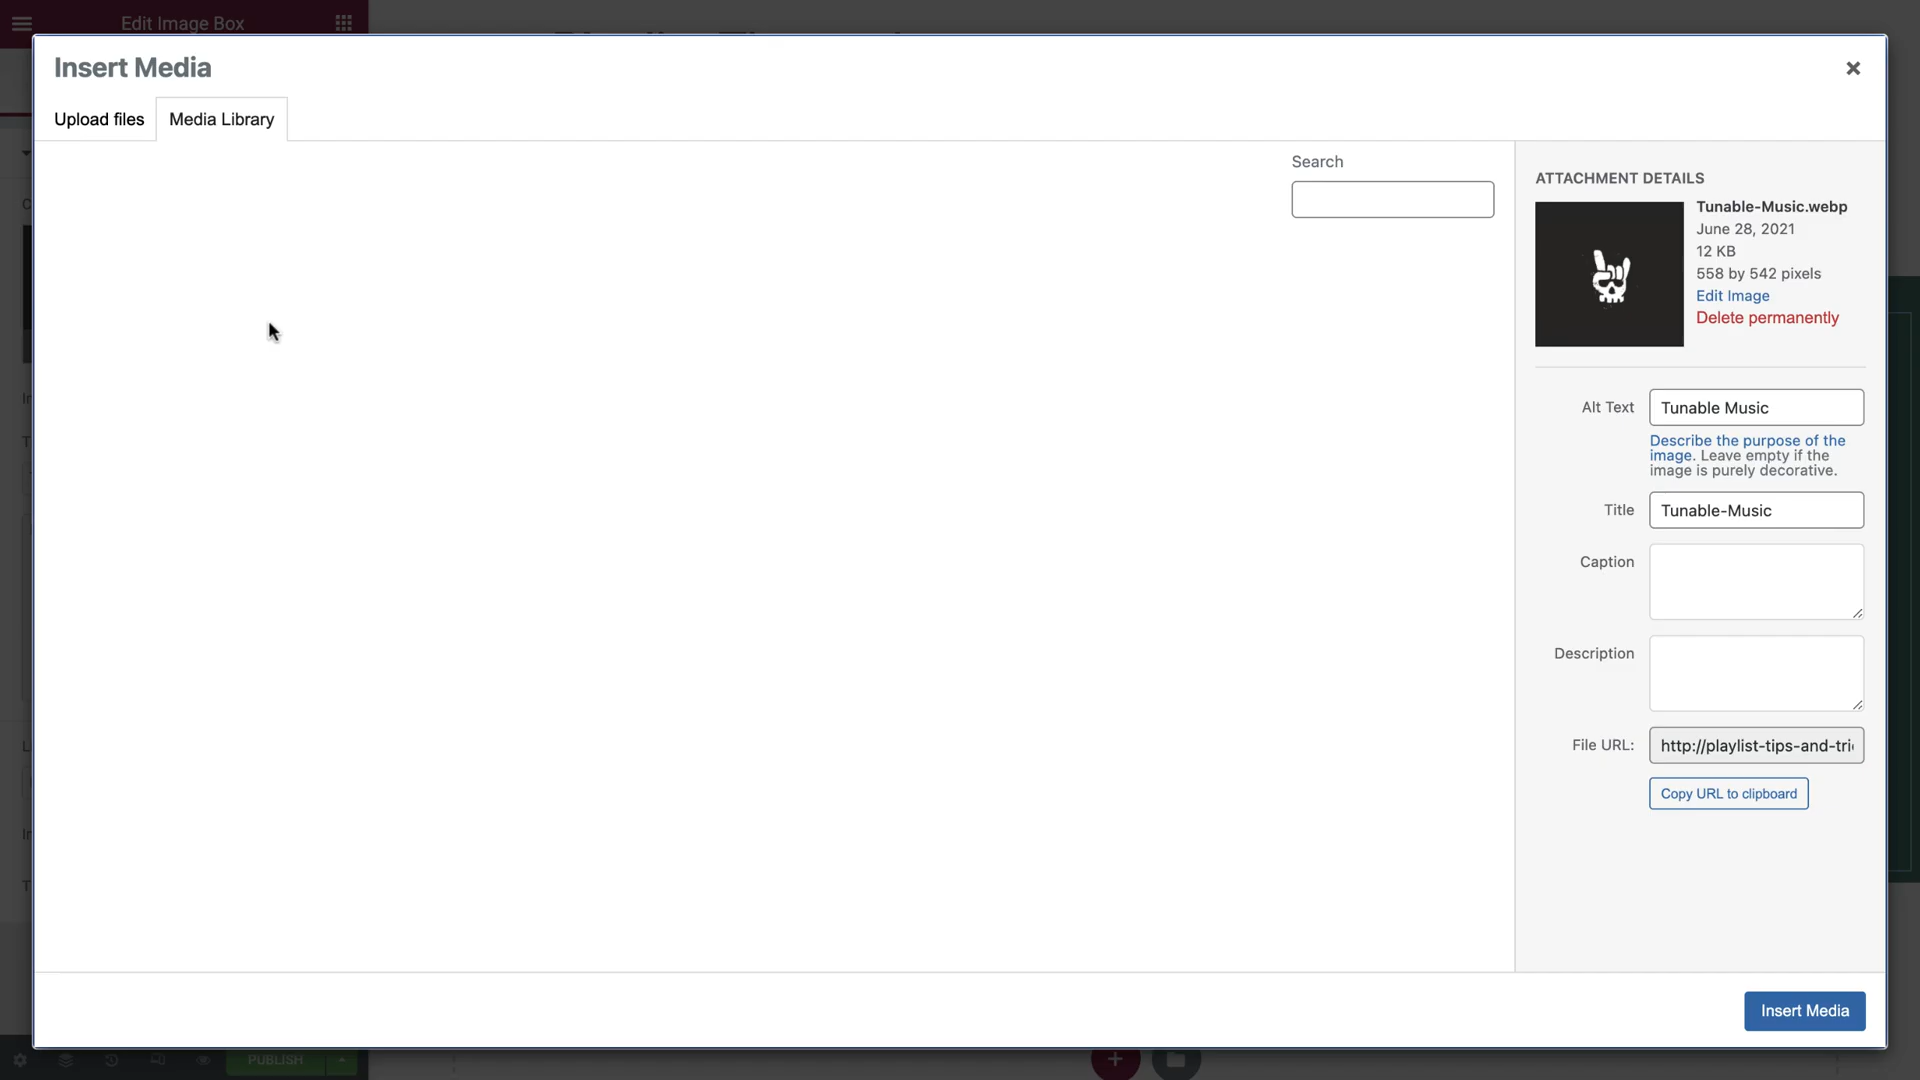 Edit Image Box
Insert Media
Upload files
Media Library
Search
ATTACHMENT DETAILS
Tunable-Music.webp
June 28, 2021
12 KB
558 by 542 pixels
Edit Image
Delete permanently
Alt Text
Tunable Music
Describe the purpose of the
image. Leave empty if the
image is purely decorative.
Title
Tunable-Music
Caption
Description
File URL:
http://playlist-tips-and-tri
Copy URL to clipboard
Insert Media
PUBLISH